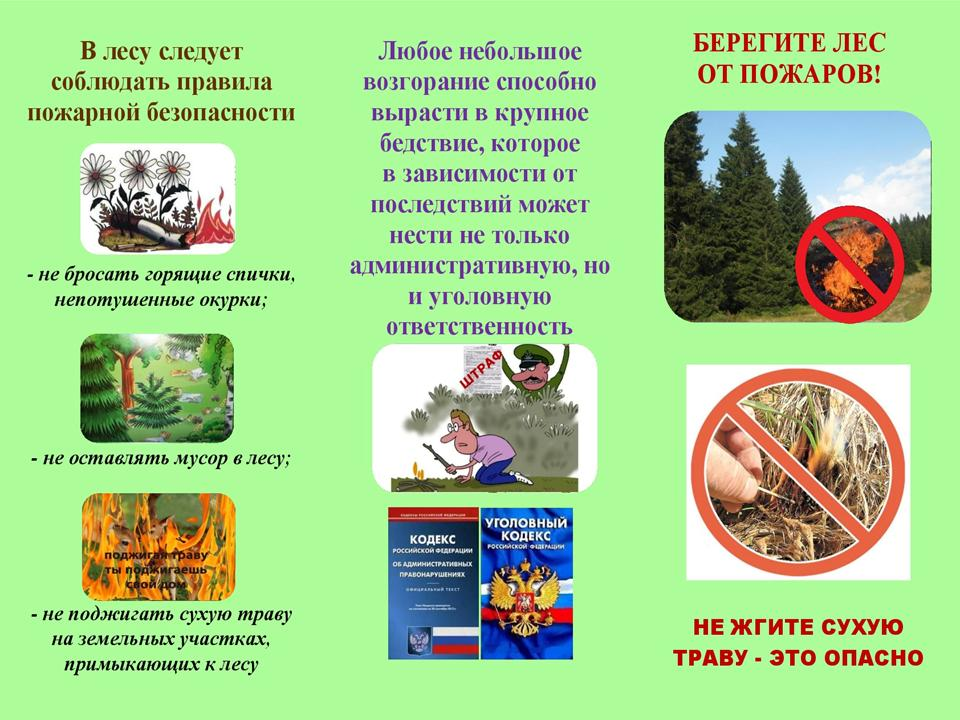 В лесу следует
соблюдать правила
пожарной безопасности
- не бросать горящие спички,
непотушенные окурки;
- не оставлять мусор в лесу;
поджигая траву
ты поджигаешь
свой дом
- не поджигать сухую траву
на земельных участках,
примыкающих к лесу
Любое небольшое
возгорание способно
вырасти в крупное
бедствие, которое
в зависимости от
последствий может
нести не только
административную, но
и уголовную
ответственность
ШТРАФ
КОДЕКС
РОССИЙСКОЙ ФЕДЕРАЦИИ
ОБ АДМИНИСТРАТИВНЫХ
ПРАВОНАРУШЕНИЯХ
ОФИЦИАЛЬНЫЙ ТЕКСТ
УГОЛОВНЫЙ
КОДЕКС
РОССИЙСКОЙ ФЕДЕРАЦИИ
БЕРЕГИТЕ ЛЕС
ОТ ПОЖАРОВ!
НЕ ЖГИТЕ СУХУЮ
ТРАВУ - ЭТО ОПАСНО